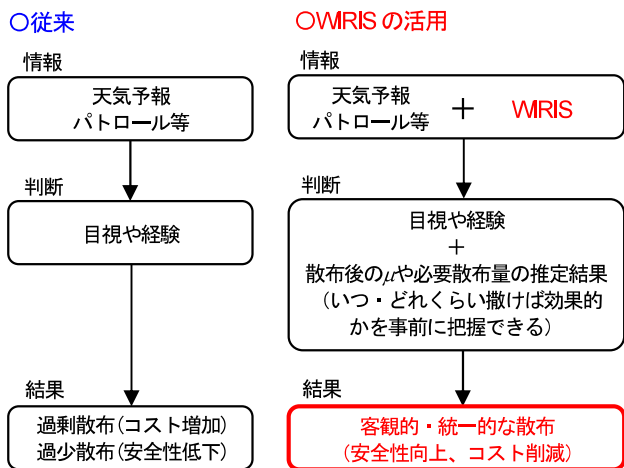 〇従来
情報
天気予報
パトロール等
判断
目視や経験
結果
過剰散布(コスト増加)
過少散布(安全性低下)
〇WIRISの活用
情報
天気予報
パトロール等
+
WIRIS
判断
目視や経験
+
散布後のμや必要散布量の推定結果
(いつ・どれくらい撒けば効果的
かを事前に把握できる)
結果
客観的・統一的な散布
(安全性向上、コスト削減)